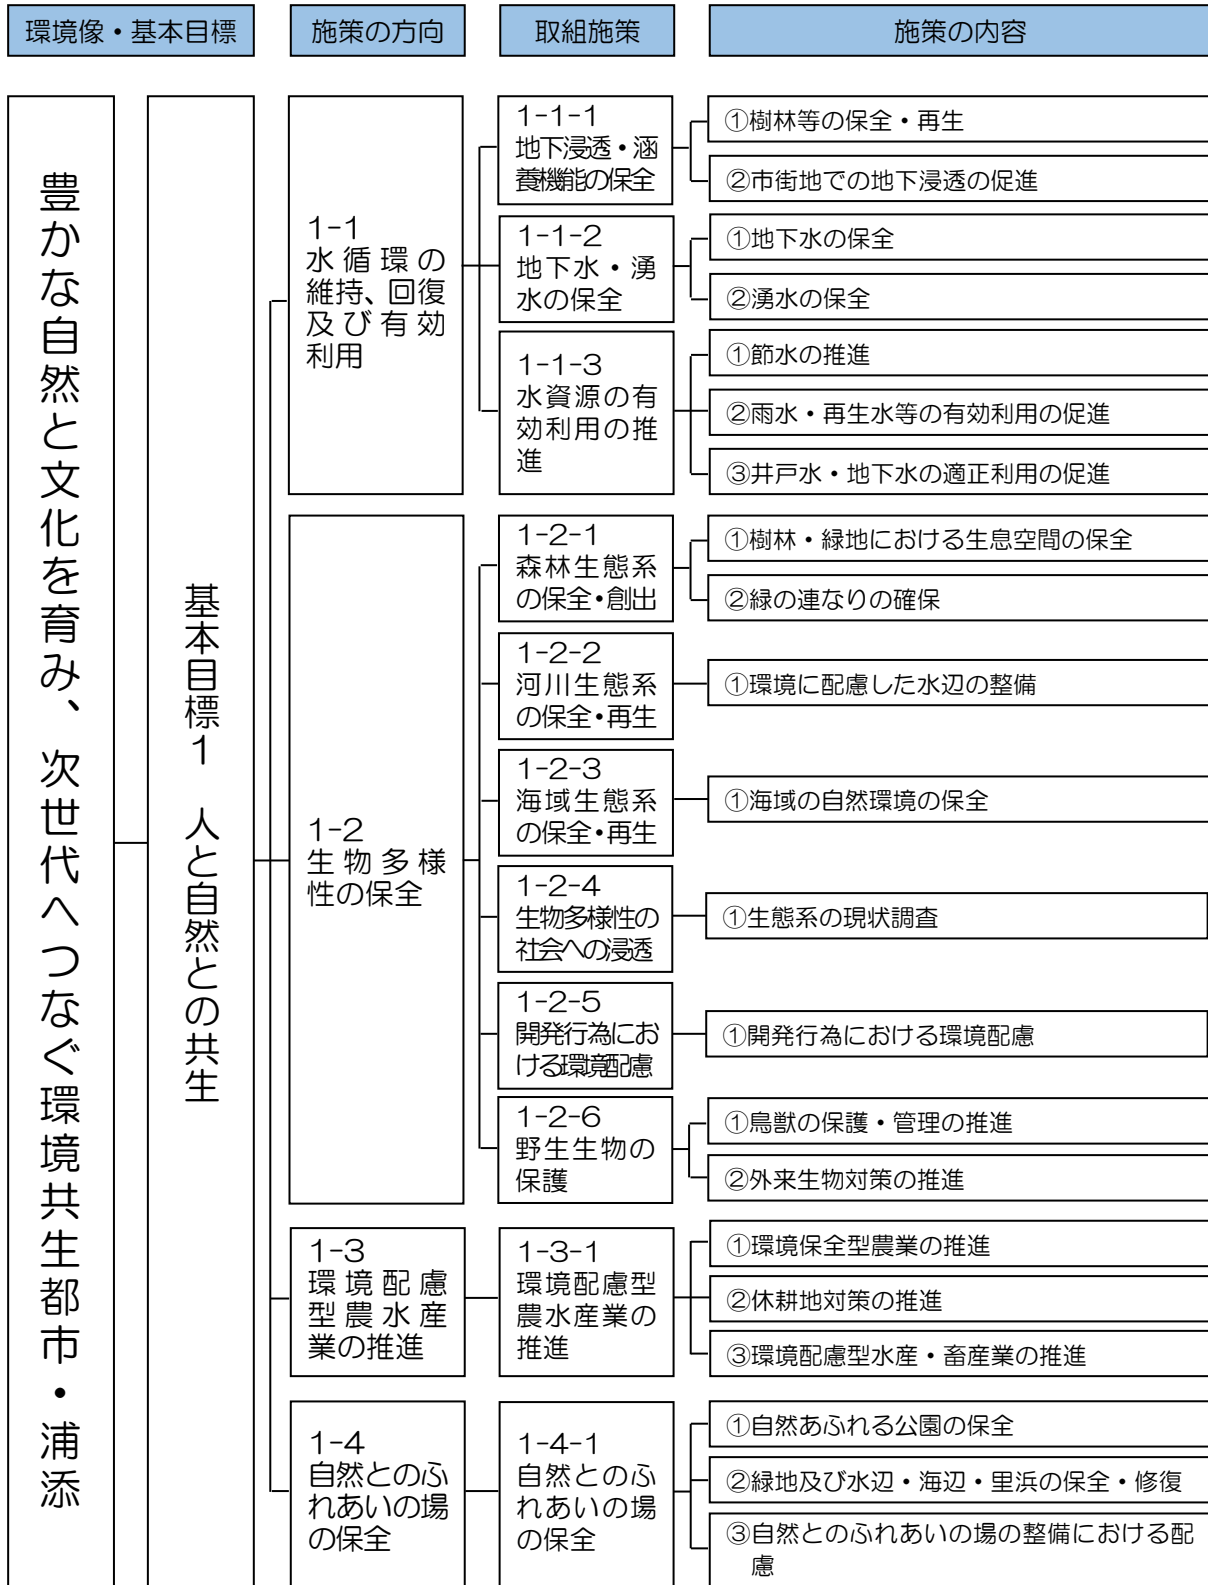 環境像・基本目標
施策の方向
取組施策
施策の内容
豊かな自然と文化を育み、次世代へつなぐ環境共生都市・浦添
基本目標1　人と自然との共生
1-1
水循環の
維持、回復
及び有効
利用
1-1-1
地下浸透・涵
養機能の保全
①樹林等の保全・再生
②市街地での地下浸透の促進
1-1-2
地下水・湧
水の保全
①地下水の保全
②湧水の保全
1-1-3
水資源の有
効利用の推
進
①節水の推進
②雨水・再生水等の有効利用の促進
③井戸水・地下水の適正利用の促進
1-2
生物多様
性の保全
1-2-1
森林生態系
の保全・創出
①樹林・緑地における生息空間の保全
②緑の連なりの確保
1-2-2
河川生態系
の保全・再生
①環境に配慮した水辺の整備
1-2-3
海域生態系
の保全・再生
①海域の自然環境の保全
1-2-4
生物多様性の
社会への浸透
①生態系の現状調査
1-2-5
開発行為にお
ける環境配慮
①開発行為における環境配慮
1-2-6
野生生物の
保護
①鳥獣の保護・管理の推進
②外来生物対策の推進
1-3
環境配慮
型農水産
業の推進
1-3-1
環境配慮型
農水産業の
推進
①環境保全型農業の推進
②休耕地対策の推進
③環境配慮型水産・畜産業の推進
1-4
自然とのふ
れあいの場
の保全
1-4-1
自然とのふ
れあいの場
の保全
①自然あふれる公園の保全
②緑地及び水辺・海辺・里浜の保全・修復
③自然とのふれあいの場の整備における配
慮